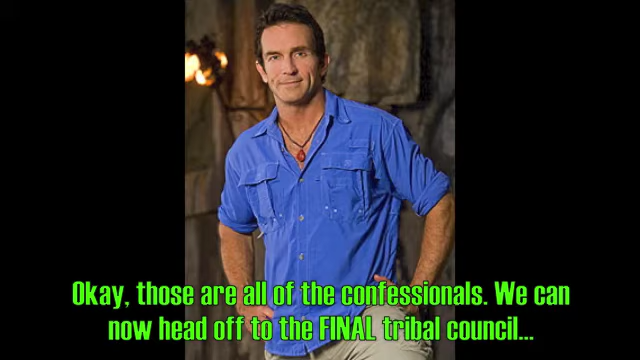 Okay, those are all of the confessionals. We can
now head off to the FINAL tribal council...